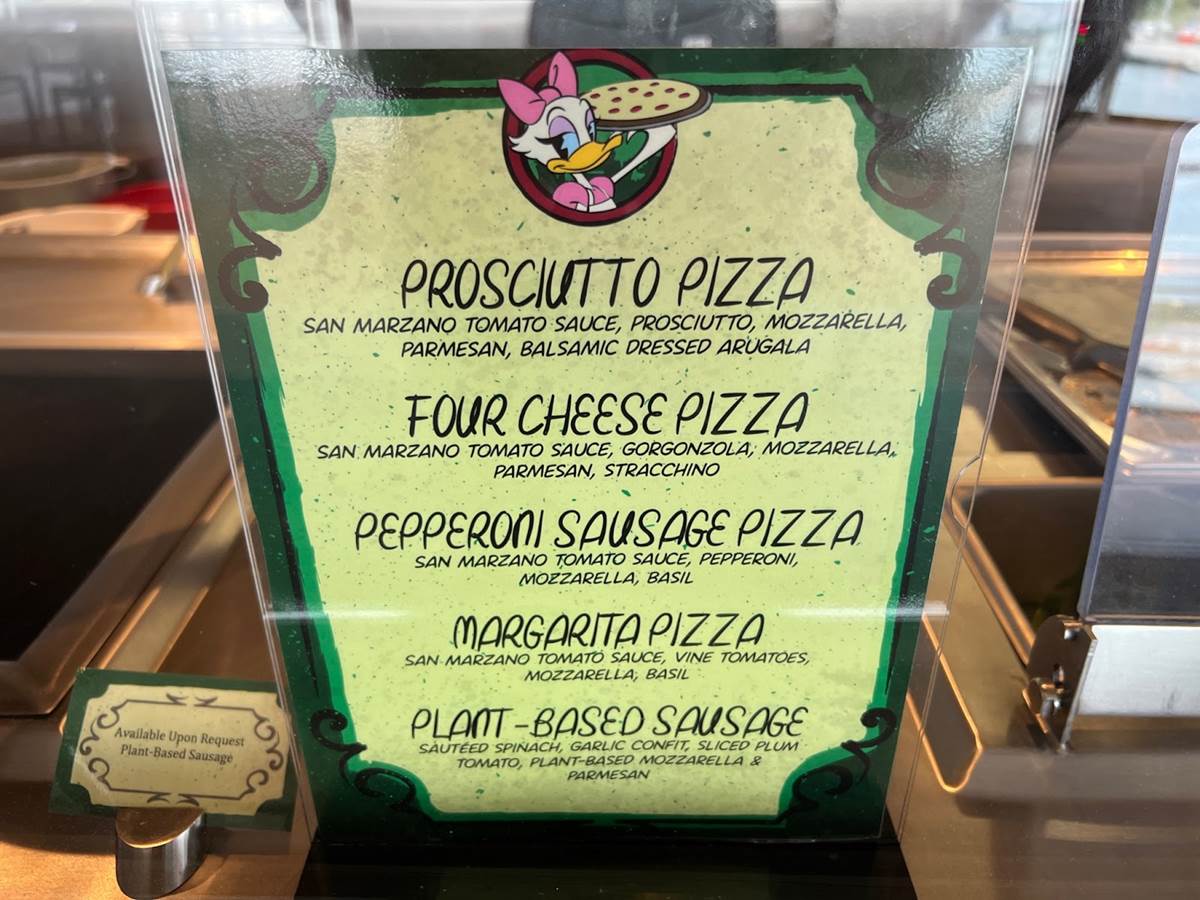 PROSCIUTTO PIZZA
SAN MARZANO TOMATO SAUCE, PROSCIUTTO, MOZZARELLA,
PARMESAN, BALSAMIC DRESSED ARUGALA
FOUR CHEESE PIZZA
SAN MARZANO TOMATO SAUCE, GORGONZOLA, MOZZARELLA,
PARMESAN, STRACCHINO
PEPPERONI SAUSAGE PIZZA
SAN MARZANO TOMATO SAUCE, PEPPERONI,
MOZZARELLA, BASIL
MARGARITA PIZZA
SAN MARZANO TOMATO SAUCE, VINE TOMATOES,
MOZZARELLA, BASIL
PLANT-BASED SAUSAGE
SAUTÉED SPINACH, GARLIC CONFIT, SLICED PLUM
TOMATO, PLANT-BASED MOZZARELLA &
PARMESAN
Available Upon Request
Plant-Based Sausage